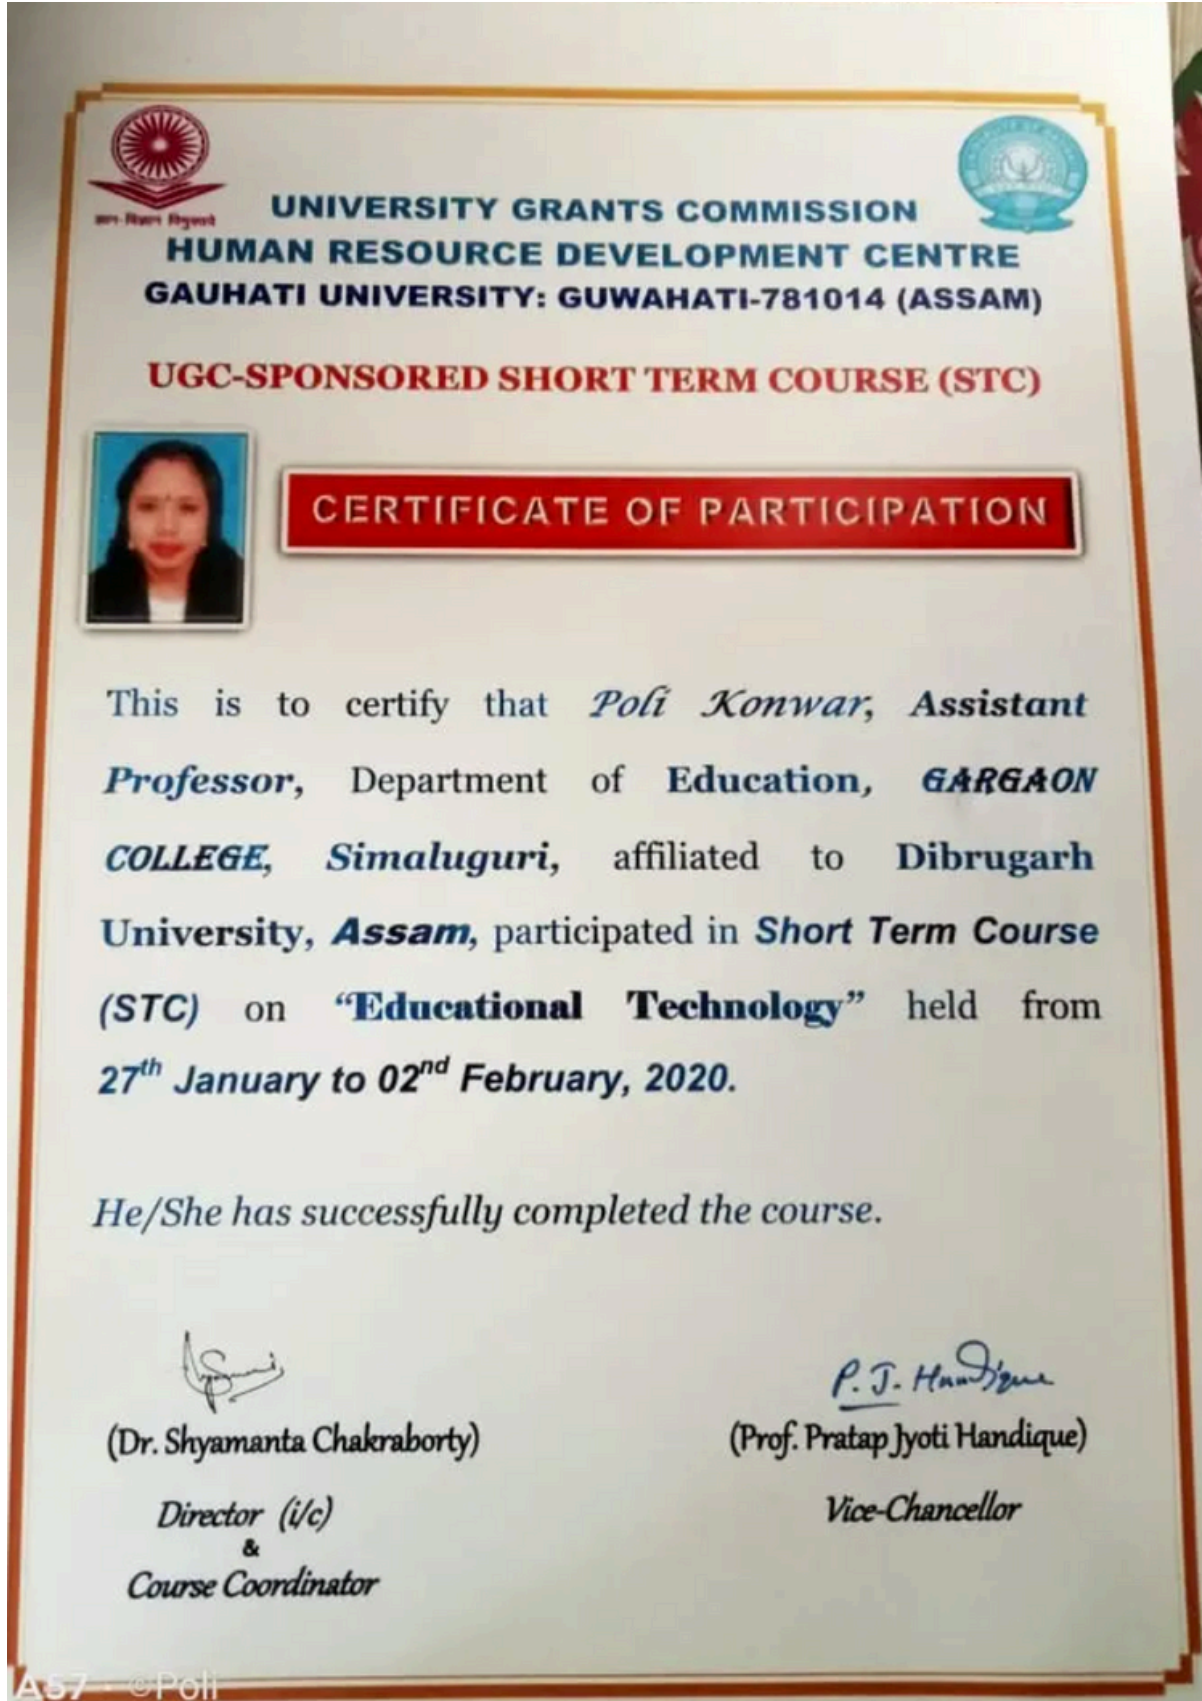 ज्ञान-विज्ञान विमुक्तये
UNIVERSITY GRANTS COMMISSION
HUMAN RESOURCE DEVELOPMENT CENTRE
GAUHATI UNIVERSITY: GUWAHATI-781014 (ASSAM)
UGC-SPONSORED SHORT TERM COURSE (STC)
CERTIFICATE OF PARTICIPATION
This is to certify that Poli Konwar, Assistant
Professor, Department of Education, GARGAON
COLLEGE, Simaluguri, affiliated to Dibrugarh
University, Assam, participated in Short Term Course
(STC) on “Educational Technology” held from
27th January to 02nd February, 2020.
He/She has successfully completed the course.
P. J. Handique
(Dr. Shyamanta Chakraborty)
(Prof. Pratap Jyoti Handique)
Director (i/c)
Vice-Chancellor
&
Course Coordinator
A57 · ©Poli